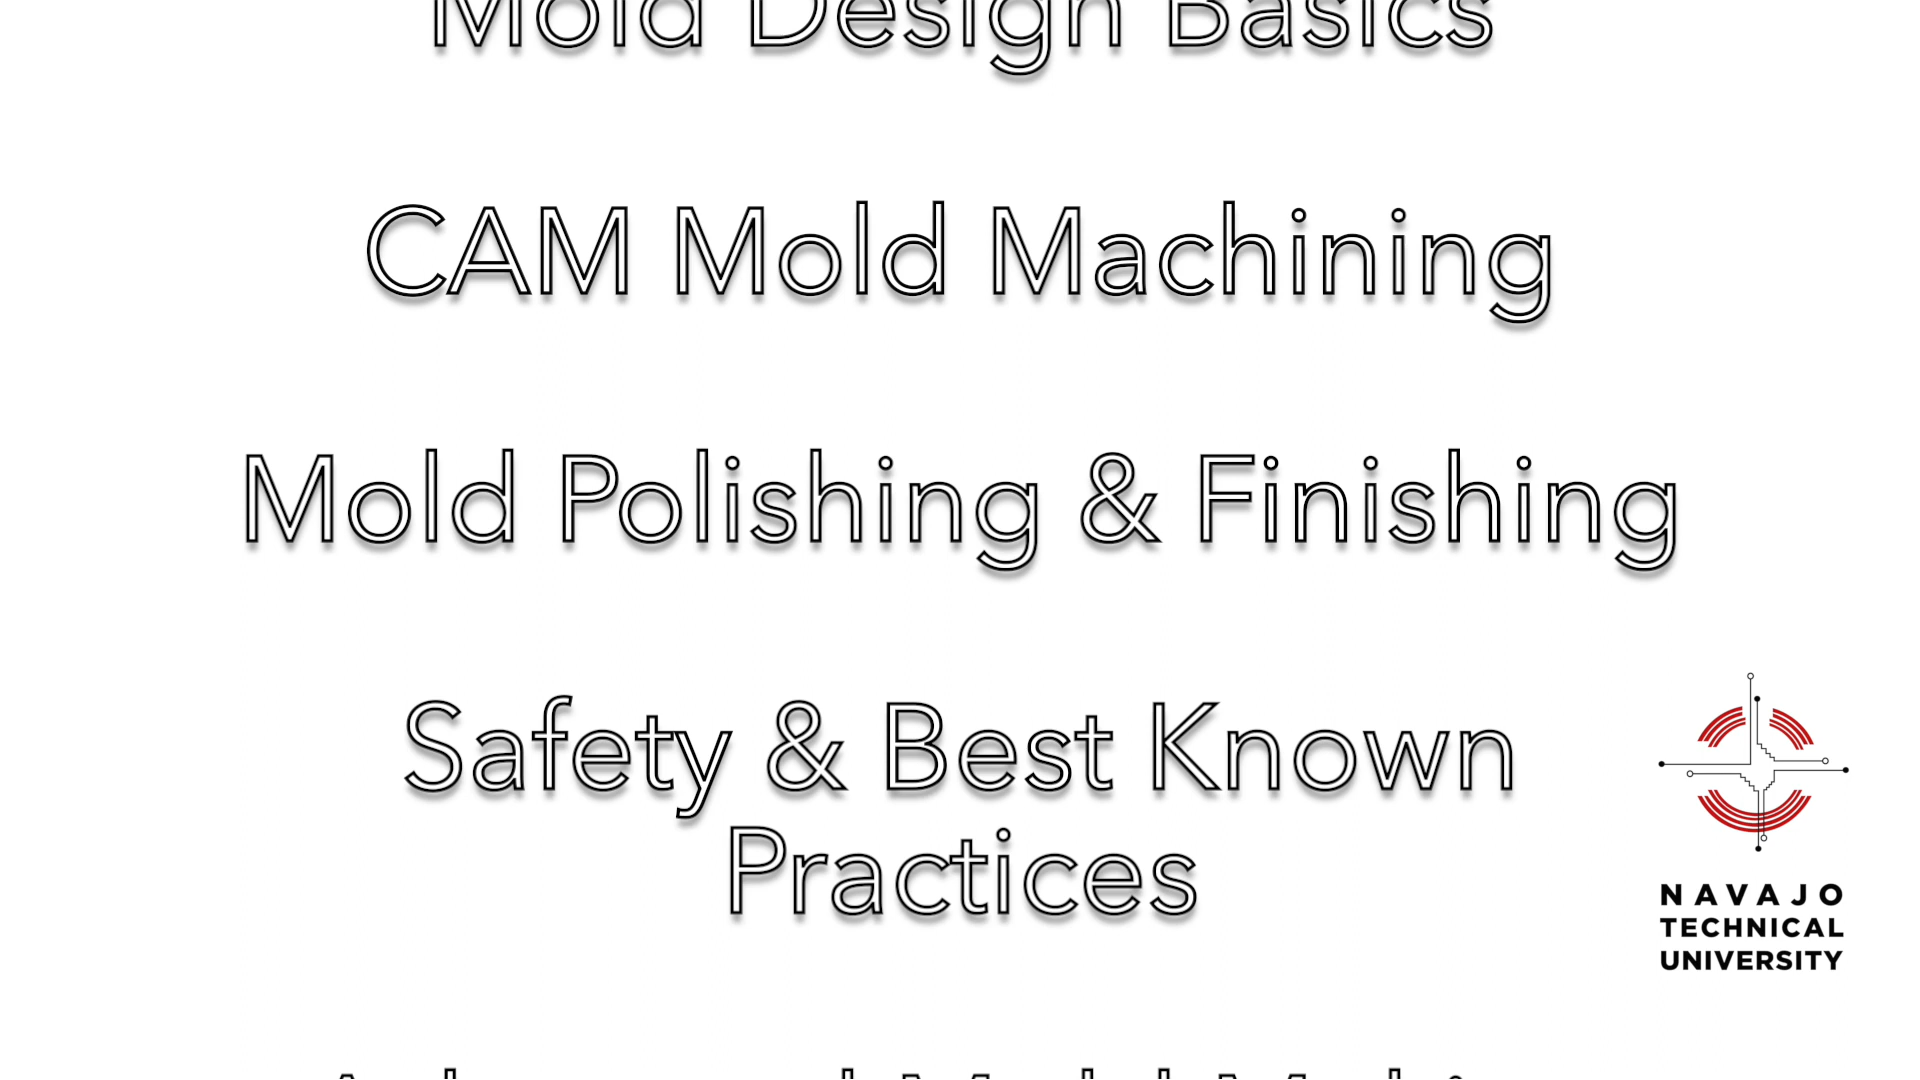 Mold Design Basics
CAM Mold Machining
Mold Polishing & Finishing
Safety & Best Known
Practices
NAVAJO
TECHNICAL
UNIVERSITY